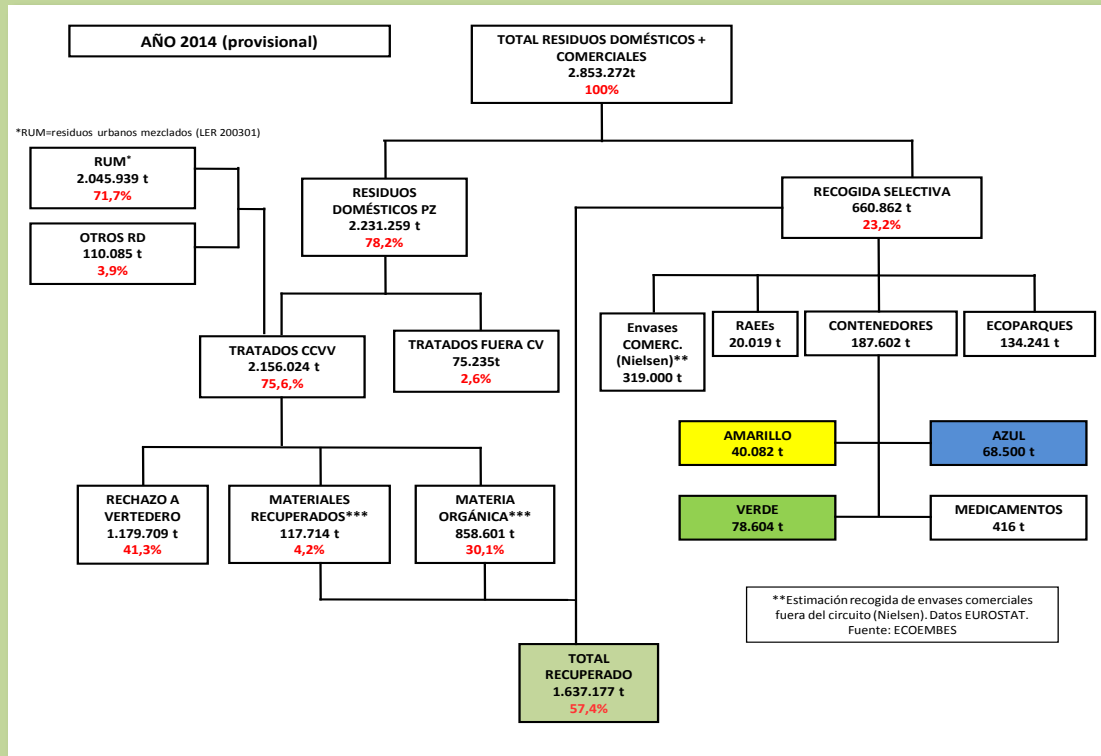 AÑO 2014 (provisional)
TOTAL RESIDUOS DOMÉSTICOS +
COMERCIALES
2.853.272t
100%
*RUM=residuos urbanos mezclados (LER 200301)
RUM*
2.045.939 t
71,7%
OTROS RD
110.085 t
3,9%
RESIDUOS
DOMÉSTICOS PZ
2.231.259 t
78,2%
RECOGIDA SELECTIVA
660.862 t
23,2%
TRATADOS CCVV
2.156.024 t
75,6,%
TRATADOS FUERA CV
75.235t
2,6%
Envases
COMERC.
(Nielsen)**
319.000 t
RAEEs
20.019 t
CONTENEDORES
187.602 t
ECOPARQUES
134.241 t
AMARILLO
40.082 t
AZUL
68.500 t
VERDE
78.604 t
MEDICAMENTOS
416 t
RECHAZO A
VERTEDERO
1.179.709 t
41,3%
MATERIALES
RECUPERADOS***
117.714 t
4,2%
MATERIA
ORGÁNICA***
858.601 t
30,1%
**Estimación recogida de envases comerciales
fuera del circuito (Nielsen). Datos EUROSTAT.
Fuente: ECOEMBES
TOTAL
RECUPERADO
1.637.177 t
57,4%